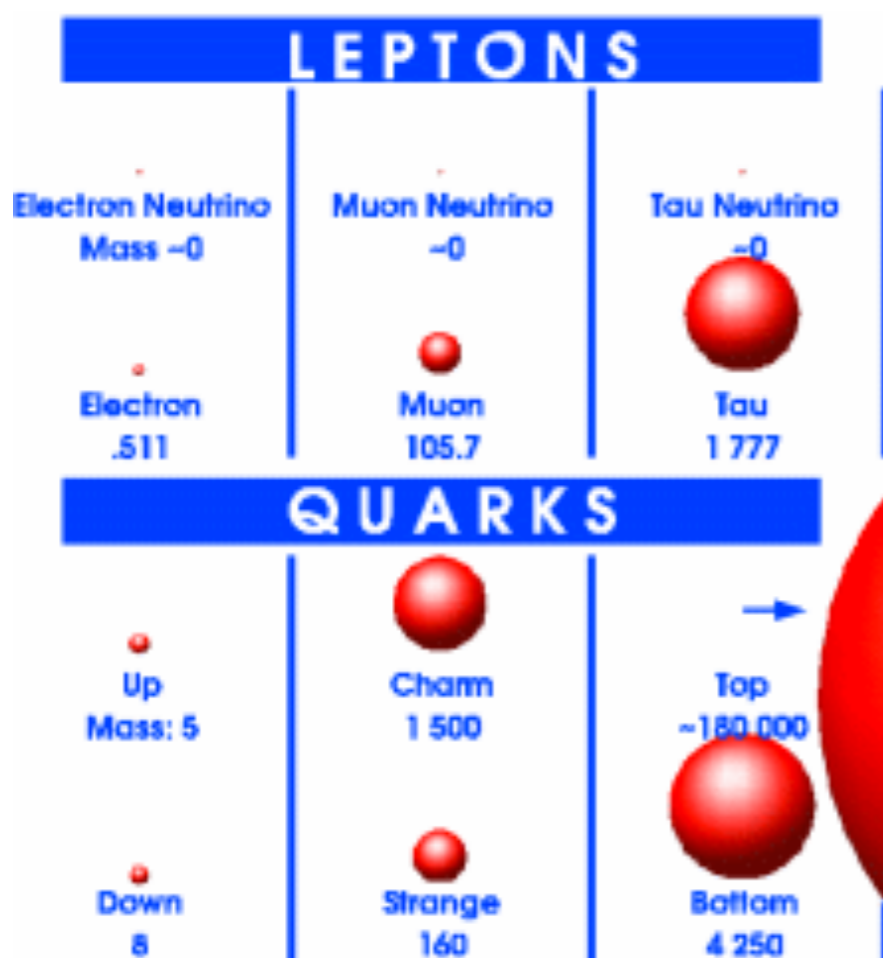 LEPTONS
Electron Neutrino Muon Neutrino Tau Neutrino
Mass ~0 ~0 ~0
Electron Muon Tau
.511 105.7 1 777
QUARKS
Up Charm Top
Mass: 5 1 500 ~180 000
Down Strange Bottom
8 160 4 250